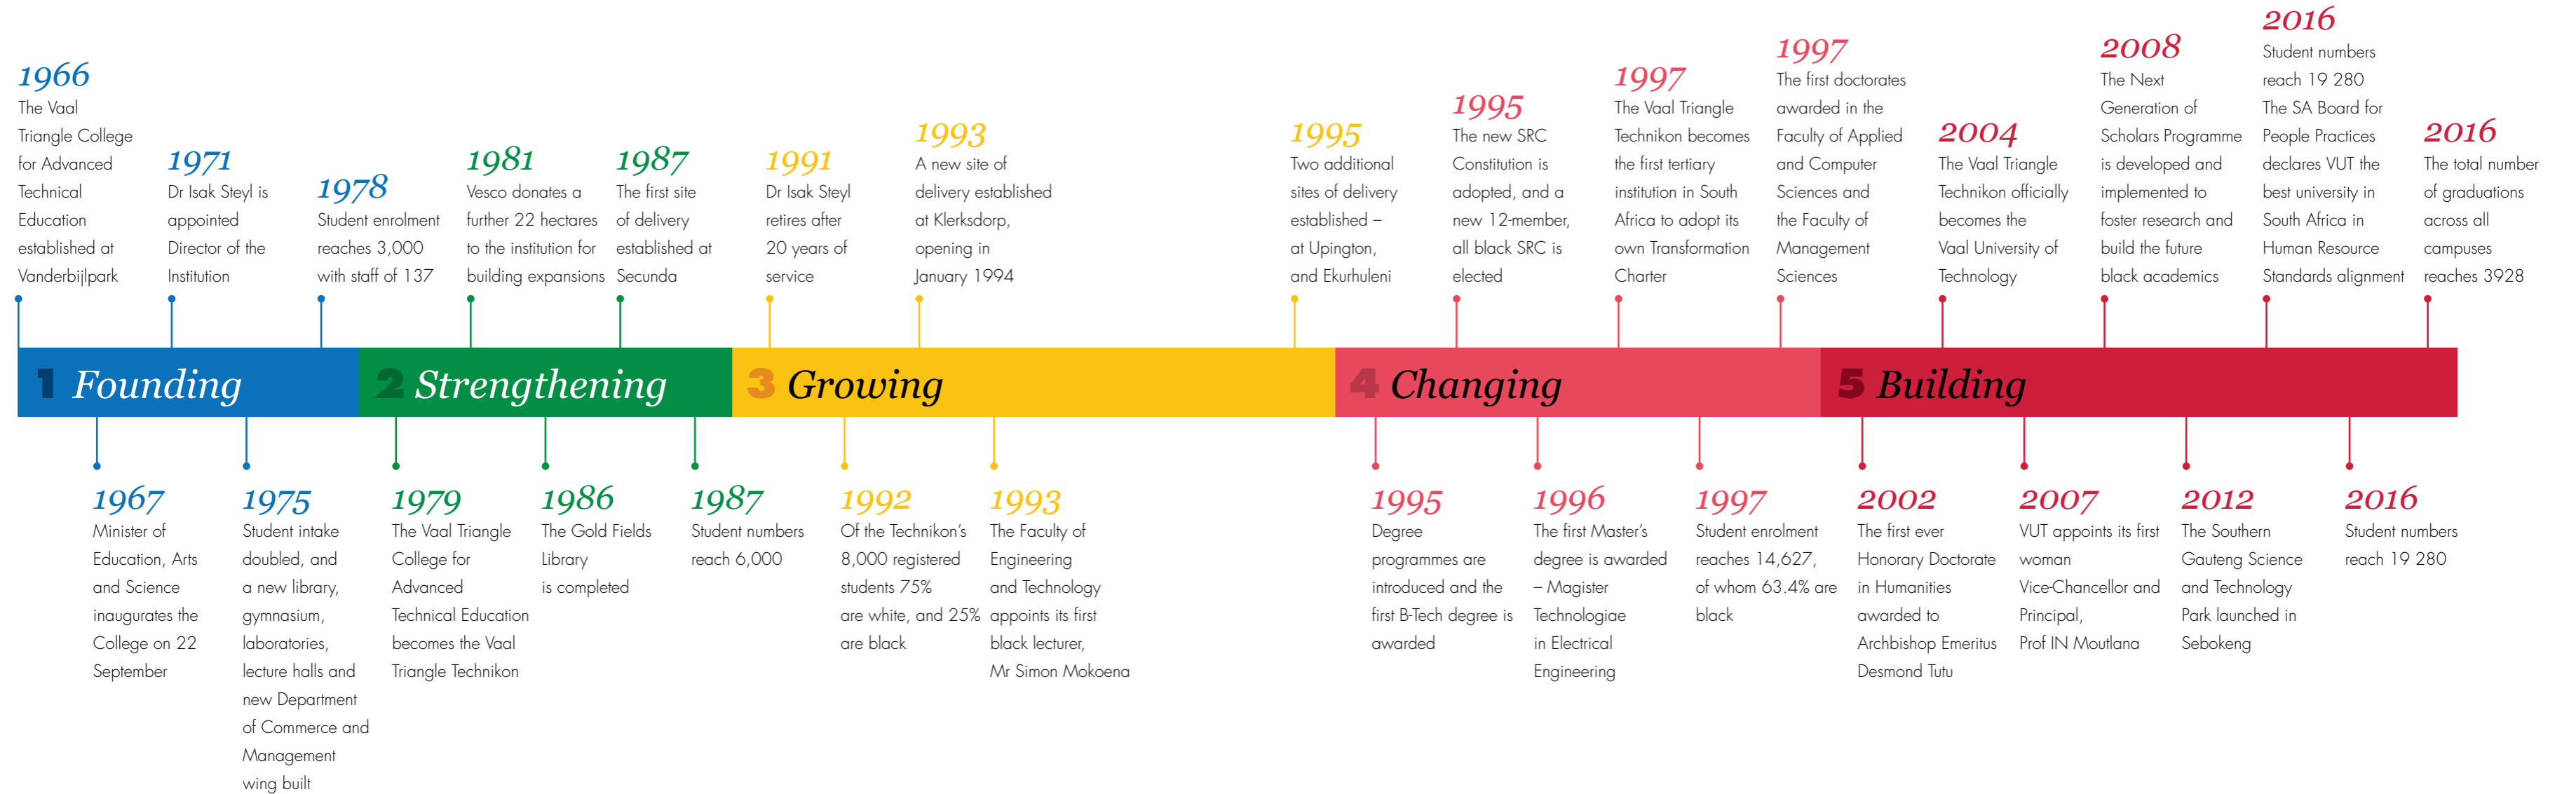 1966
The Vaal
Triangle College
for Advanced
Technical
Education
established at
Vanderbijlpark
1971
Dr Isak Steyl is
appointed
Director of the
Institution
1978
Student enrolment
reaches 3,000
with staff of 137
1981
Vesco donates a
further 22 hectares
to the institution for
building expansions
1987
The first site
of delivery
established at
Secunda
1991
Dr Isak Steyl
retires after
20 years of
service
1993
A new site of
delivery established
at Klerksdorp,
opening in
January 1994
1995
Two additional
sites of delivery
established –
at Upington,
and Ekurhuleni
1995
The new SRC
Constitution is
adopted, and a
new 12-member,
all black SRC is
elected
1997
The Vaal Triangle
Technikon becomes
the first tertiary
institution in South
Africa to adopt its
own Transformation
Charter
1997
The first doctorates
awarded in the
Faculty of Applied
and Computer
Sciences and
the Faculty of
Management
Sciences
2004
The Vaal Triangle
Technikon officially
becomes the
Vaal University of
Technology
2008
The Next
Generation of
Scholars Programme
is developed and
implemented to
foster research and
build the future
black academics
2016
Student numbers
reach 19 280
The SA Board for
People Practices
declares VUT the
best university in
South Africa in
Human Resource
Standards alignment
2016
The total number
of graduations
across all
campuses
reaches 3928
1 Founding
2 Strengthening
3 Growing
4 Changing
5 Building
1967
Minister of
Education, Arts
and Science
inaugurates the
College on 22
September
1975
Student intake
doubled, and
a new library,
gymnasium,
laboratories,
lecture halls and
new Department
of Commerce and
Management
wing built
1979
The Vaal Triangle
College for
Advanced
Technical Education
becomes the Vaal
Triangle Technikon
1986
The Gold Fields
Library
is completed
1987
Student numbers
reach 6,000
1992
Of the Technikon's
8,000 registered
students 75%
are white, and 25%
are black
1993
The Faculty of
Engineering
and Technology
appoints its first
black lecturer,
Mr Simon Mokoena
1995
Degree
programmes are
introduced and the
first B-Tech degree is
awarded
1996
The first Master's
degree is awarded
– Magister
Technologiae
in Electrical
Engineering
1997
Student enrolment
reaches 14,627,
of whom 63.4% are
black
2002
The first ever
Honorary Doctorate
in Humanities
awarded to
Archbishop Emeritus
Desmond Tutu
2007
VUT appoints its first
woman
Vice-Chancellor and
Principal,
Prof IN Moutlana
2012
The Southern
Gauteng Science
and Technology
Park launched in
Sebokeng
2016
Student numbers
reach 19 280